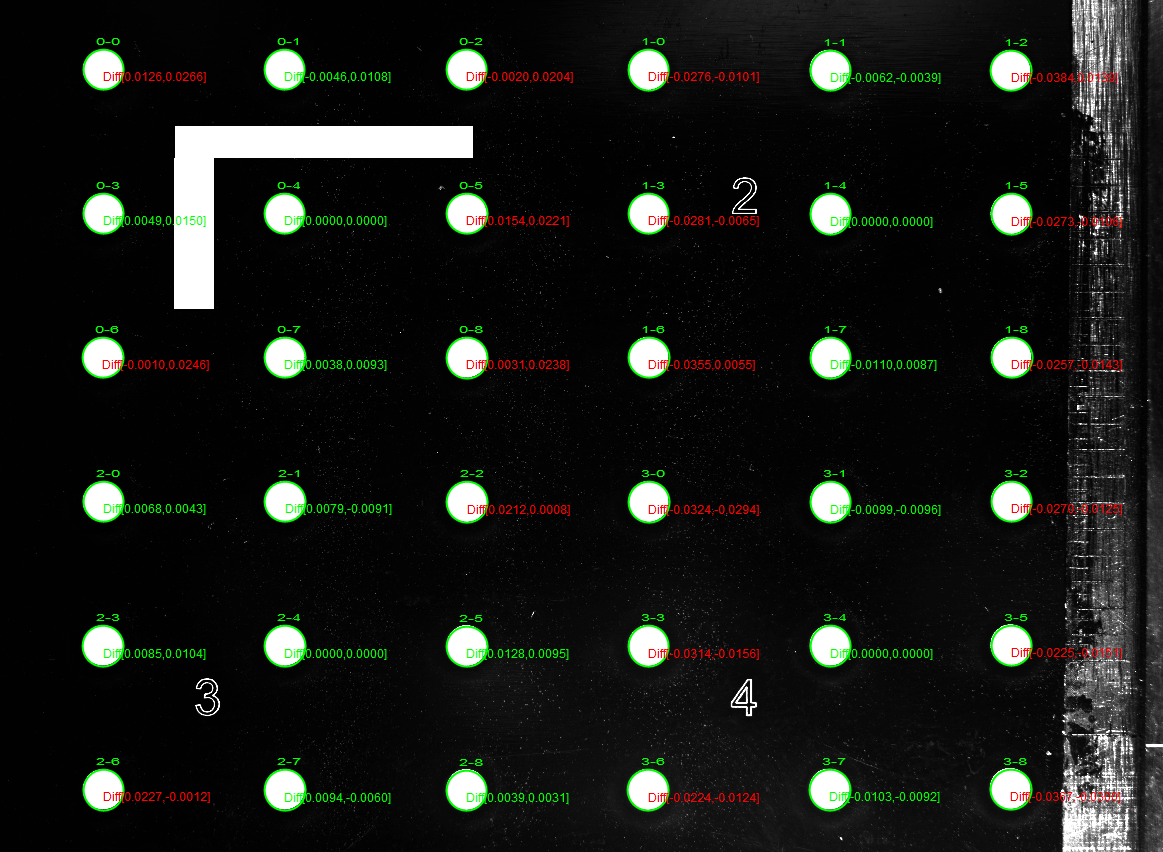 0-0 0-1 0-2 1-0 1-1 1-2
Diff[0.0126,0.0266] Diff[-0.0046,0.0108] Diff[-0.0020,0.0204] Diff[-0.0276,-0.0101] Diff[-0.0062,-0.0039]
2
0-3 0-4 0-5 1-3 1-4 1-5
Diff[0.0049,0.0150] Diff[0.0000,0.0000] Diff[0.0154,0.0221] Diff[-0.0281,-0.0065] Diff[0.0000,0.0000]
0-6 0-7 0-8 1-6 1-7 1-8
Diff[-0.0010,0.0246] Diff[0.0038,0.0093] Diff[0.0031,0.0238] Diff[-0.0355,0.0055] Diff[-0.0110,0.0087] Diff[-0.0257,-0.0143]
2-0 2-1 2-2 3-0 3-1 3-2
Diff[0.0068,0.0043] Diff[0.0079,-0.0091] Diff[0.0212,0.0008] Diff[-0.0324,-0.0294] Diff[-0.0099,-0.0096]
2-3 2-4 2-5 3-3 3-4 3-5
Diff[0.0085,0.0104] Diff[0.0000,0.0000] Diff[0.0128,0.0095] Diff[-0.0314,-0.0156] Diff[0.0000,0.0000]
3 4
2-6 2-7 2-8 3-6 3-7 3-8
Diff[0.0227,-0.0012] Diff[0.0094,-0.0060] Diff[0.0039,0.0031] Diff[-0.0224,-0.0124] Diff[-0.0103,-0.0092]